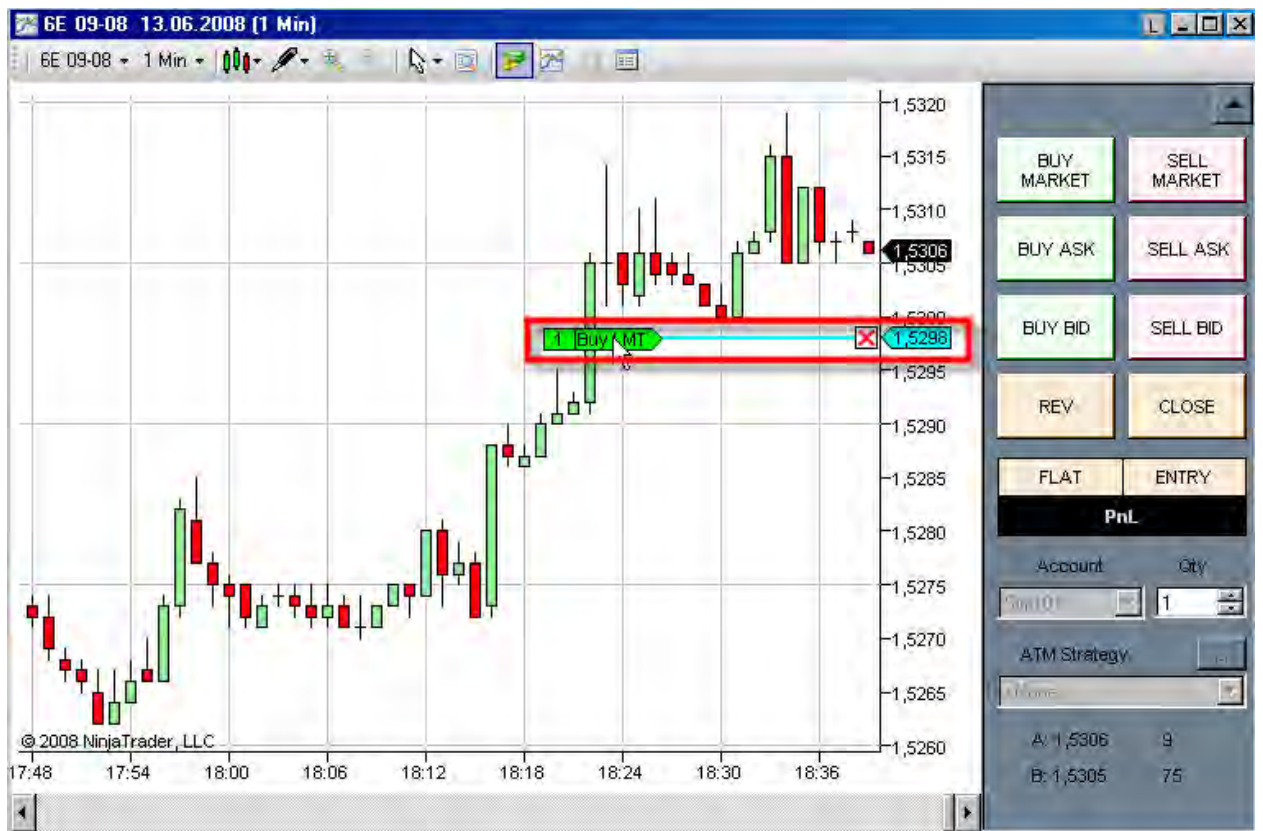 6E 09-08 13.06.2008 (1 Min)
L
6E 09-08 1 Min
1,5320
1,5315
1,5310
1,5306
1,5305
1,5300
1 Buy MT
1,5298
1,5295
1,5290
1,5285
1,5280
1,5275
1,5270
1,5265
1,5260
© 2008 NinjaTrader, LLC
17:48 17:54 18:00 18:06 18:12 18:18 18:24 18:30 18:36
BUY MARKET
SELL MARKET
BUY ASK SELL ASK
BUY BID SELL BID
REV CLOSE
FLAT ENTRY
PnL
Account Qty
1
ATM Strategy
A: 1,5306 9
B: 1,5305 75